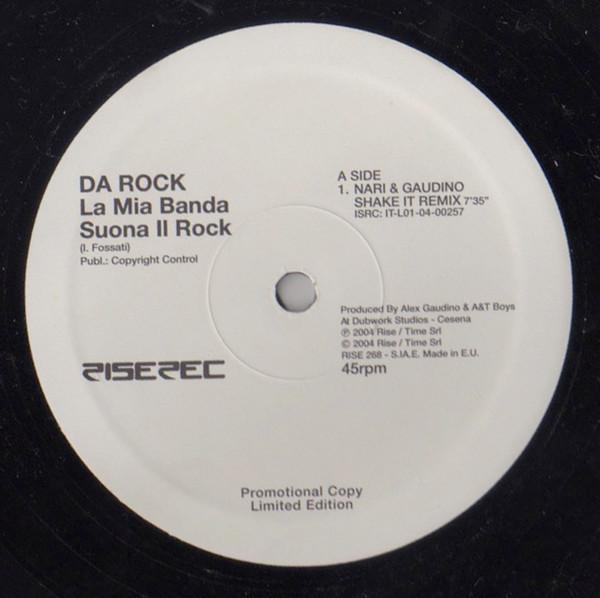 DA ROCK
La Mia Banda
Suona Il Rock
(I. Fossati)
Publ.: Copyright Control
A SIDE
1. NARI & GAUDINO
SHAKE IT REMIX 7'35"
ISRC: IT-L01-04-00257
Produced By Alex Gaudino & A&T Boys
At Dubwork Studios - Cesena
℗ 2004 Rise / Time Srl
© 2004 Rise / Time Srl
RISE 268 - S.I.A.E. Made in E.U.
45rpm
RISEREC
Promotional Copy
Limited Edition